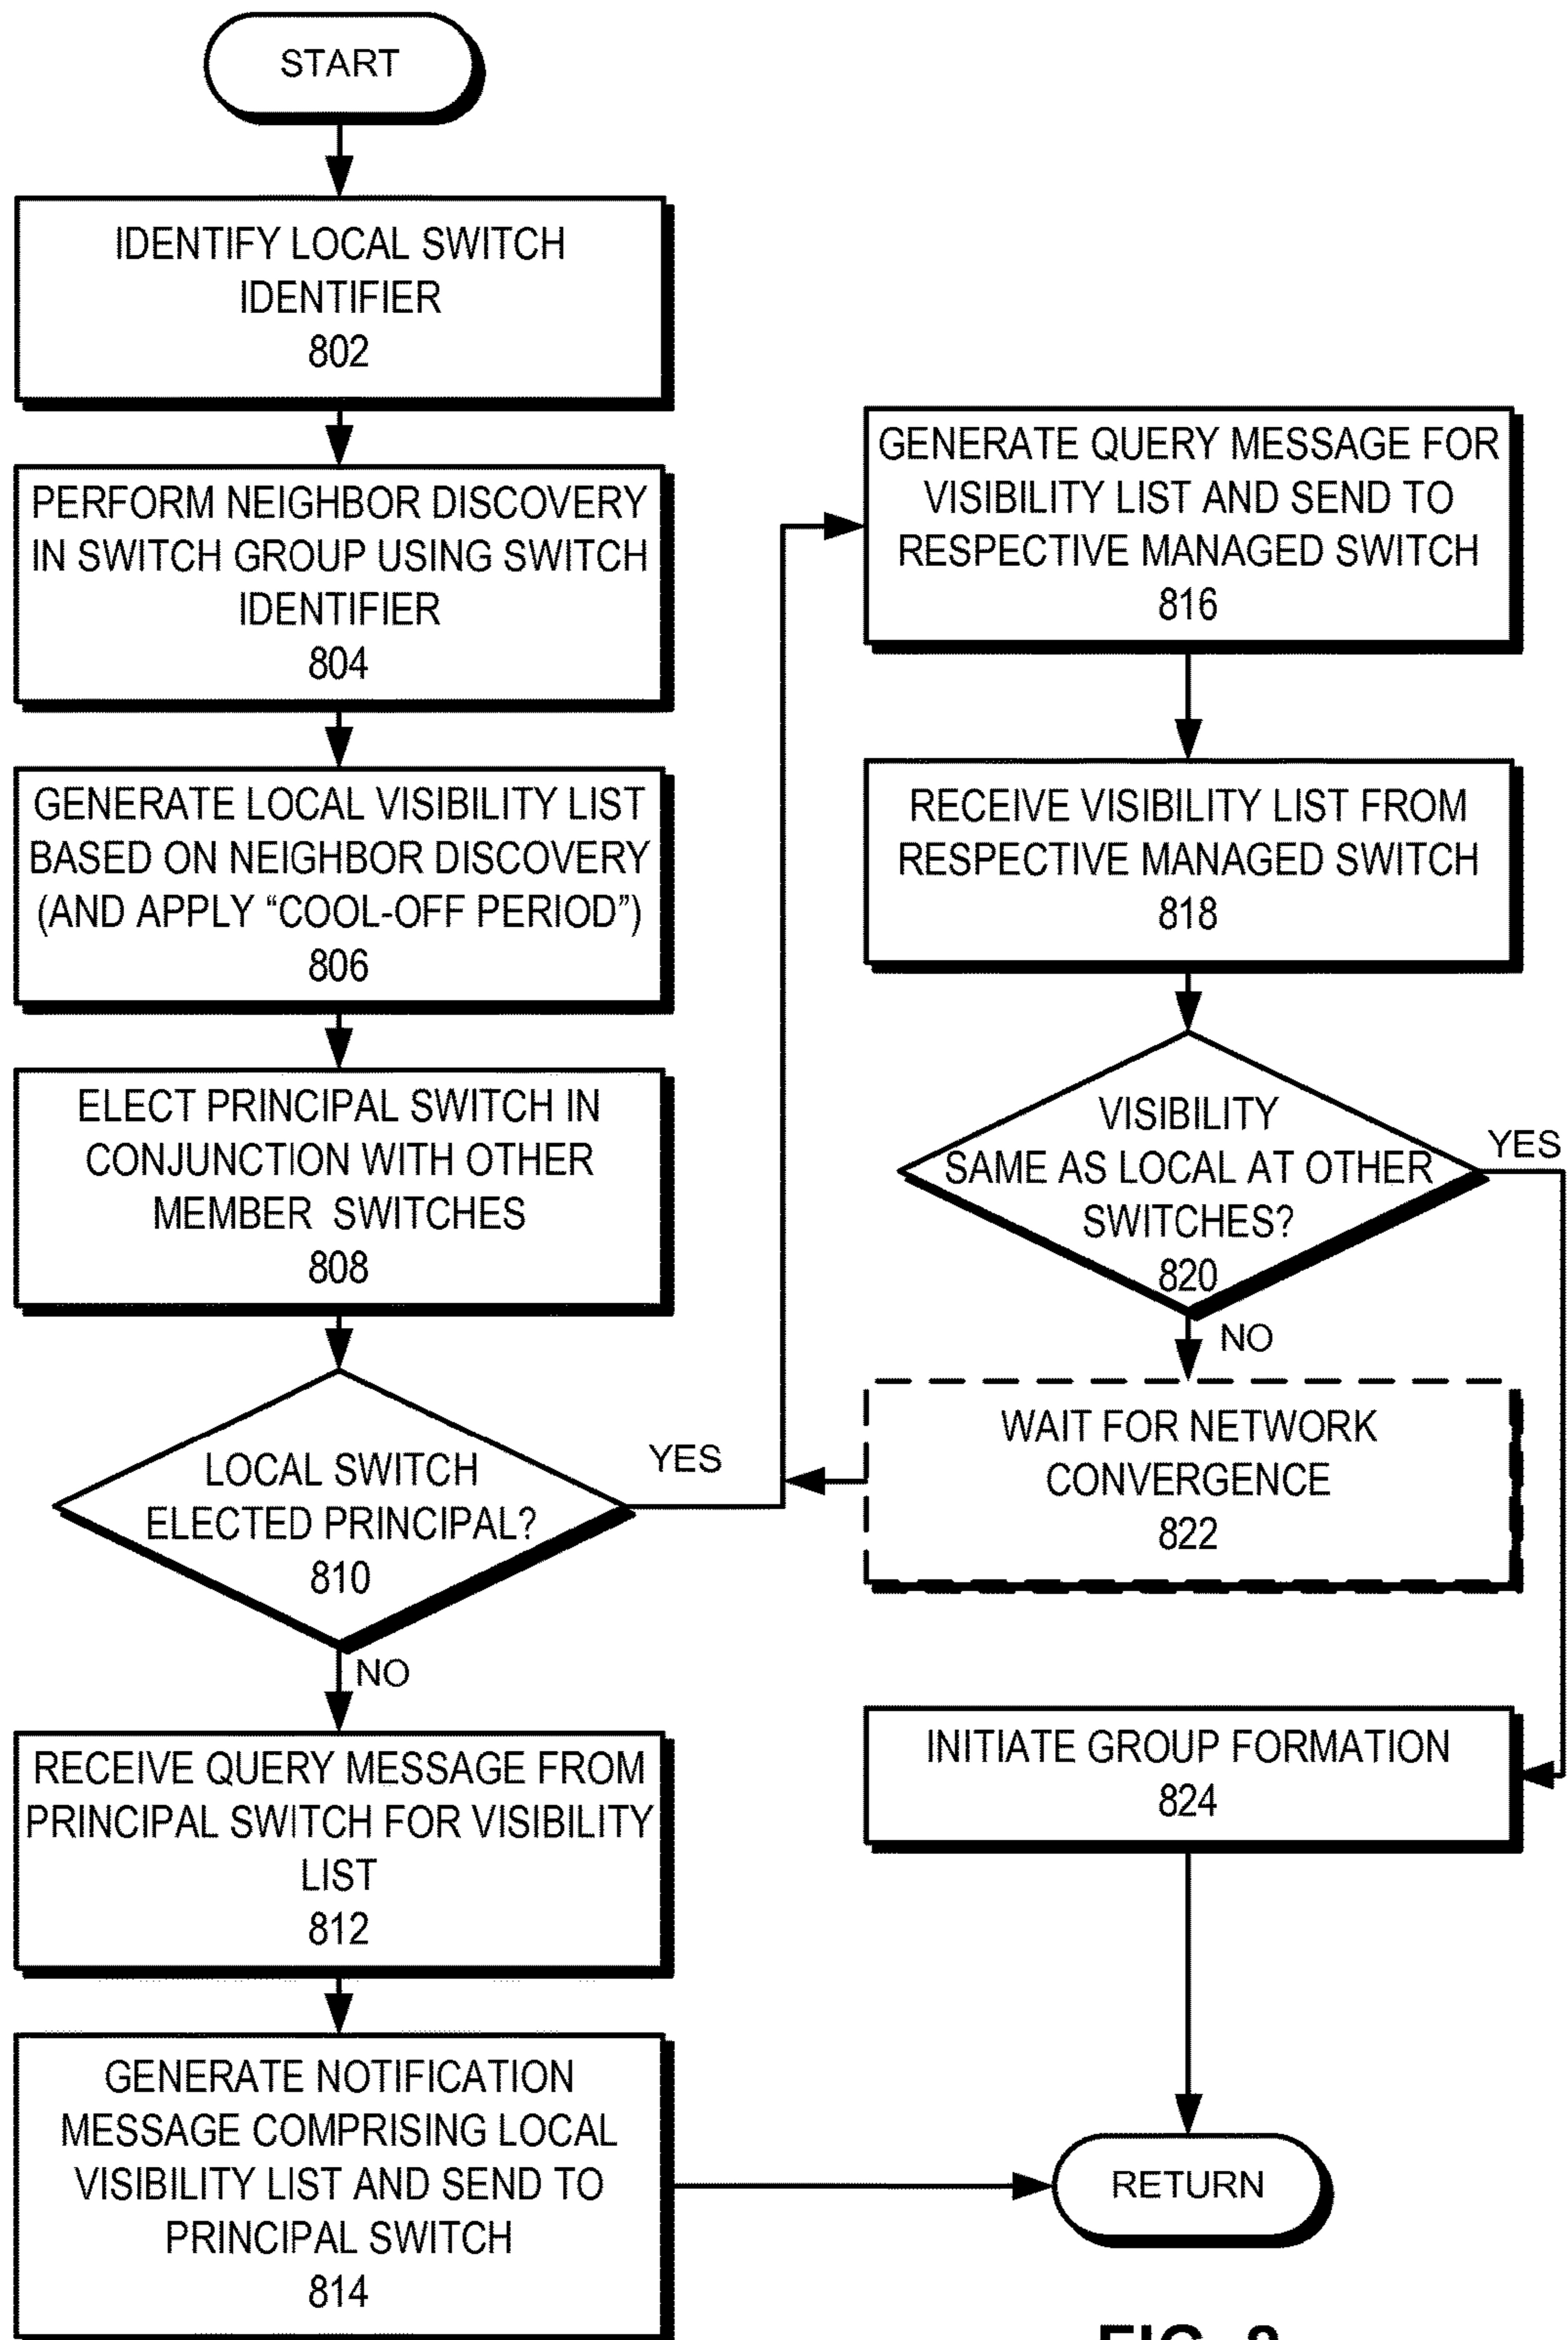 START
IDENTIFY LOCAL SWITCH
IDENTIFIER
802
PERFORM NEIGHBOR DISCOVERY
IN SWITCH GROUP USING SWITCH
IDENTIFIER
804
GENERATE LOCAL VISIBILITY LIST
BASED ON NEIGHBOR DISCOVERY
(AND APPLY “COOL-OFF PERIOD”)
806
ELECT PRINCIPAL SWITCH IN
CONJUNCTION WITH OTHER
MEMBER SWITCHES
808
LOCAL SWITCH
ELECTED PRINCIPAL?
810
YES
NO
RECEIVE QUERY MESSAGE FROM
PRINCIPAL SWITCH FOR VISIBILITY
LIST
812
GENERATE NOTIFICATION
MESSAGE COMPRISING LOCAL
VISIBILITY LIST AND SEND TO
PRINCIPAL SWITCH
814
GENERATE QUERY MESSAGE FOR
VISIBILITY LIST AND SEND TO
RESPECTIVE MANAGED SWITCH
816
RECEIVE VISIBILITY LIST FROM
RESPECTIVE MANAGED SWITCH
818
VISIBILITY
SAME AS LOCAL AT OTHER
SWITCHES?
820
YES
NO
WAIT FOR NETWORK
CONVERGENCE
822
INITIATE GROUP FORMATION
824
RETURN